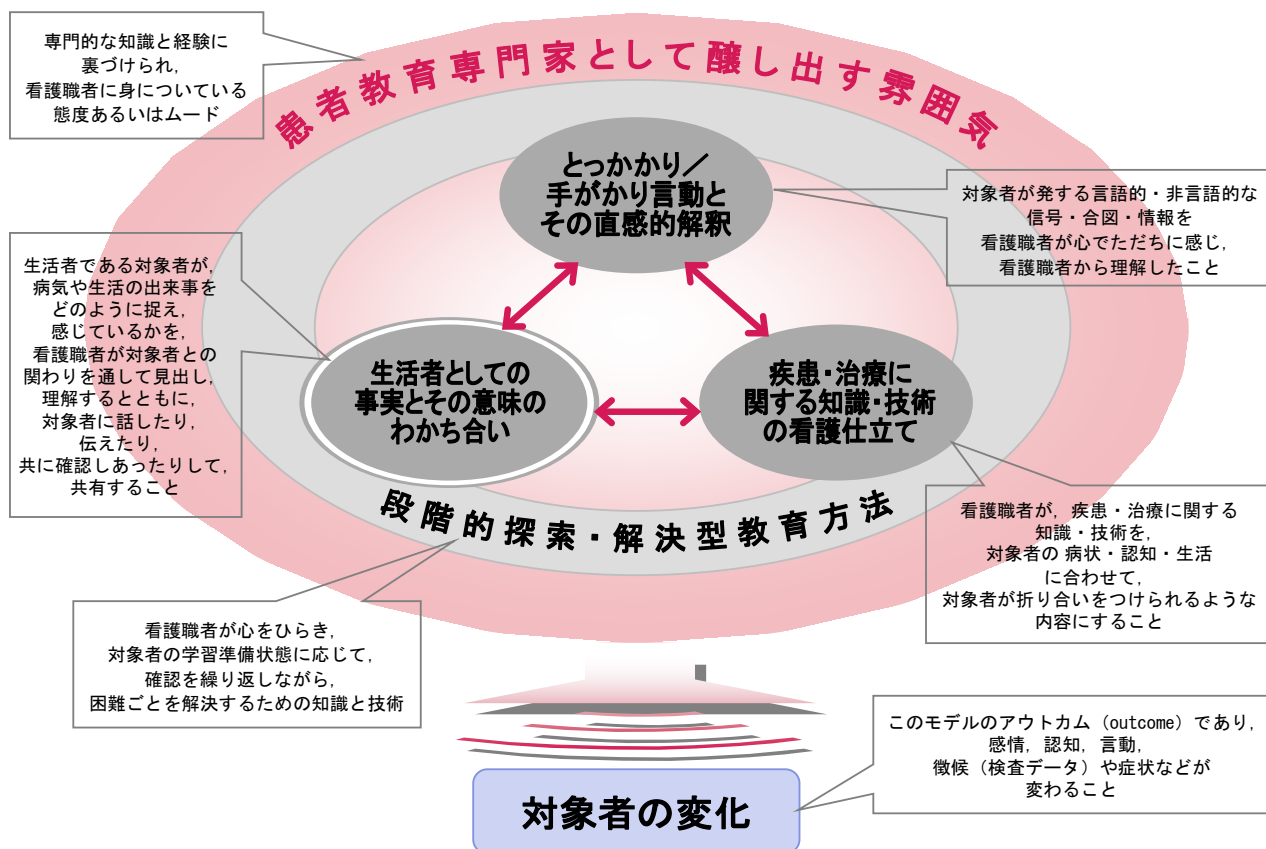 専門的な知識と経験に
裏づけられ，
看護職者に身についている
態度あるいはムード
患者教育専門家として醸し出す雰囲気
とっかかり／
手がかり言動と
その直感的解釈
対象者が発する言語的・非言語的な
信号・合図・情報を
看護職者が心でただちに感じ，
看護職者から理解したこと
生活者である対象者が，
病気や生活の出来事を
どのように捉え，
感じているかを，
看護職者が対象者との
関わりを通して見出し，
理解するとともに，
対象者に話したり，
伝えたり，
共に確認しあったりして，
共有すること
生活者としての
事実とその意味の
わかち合い
疾患・治療に
関する知識・技術
の看護仕立て
段階的探索・解決型教育方法
看護職者が，疾患・治療に関する
知識・技術を，
対象者の 病状・認知・生活
に合わせて，
対象者が折り合いをつけられるような
内容にすること
看護職者が心をひらき，
対象者の学習準備状態に応じて，
確認を繰り返しながら，
困難ごとを解決するための知識と技術
このモデルのアウトカム（outcome）であり，
感情，認知，言動，
徴候（検査データ）や症状などが
変わること
対象者の変化